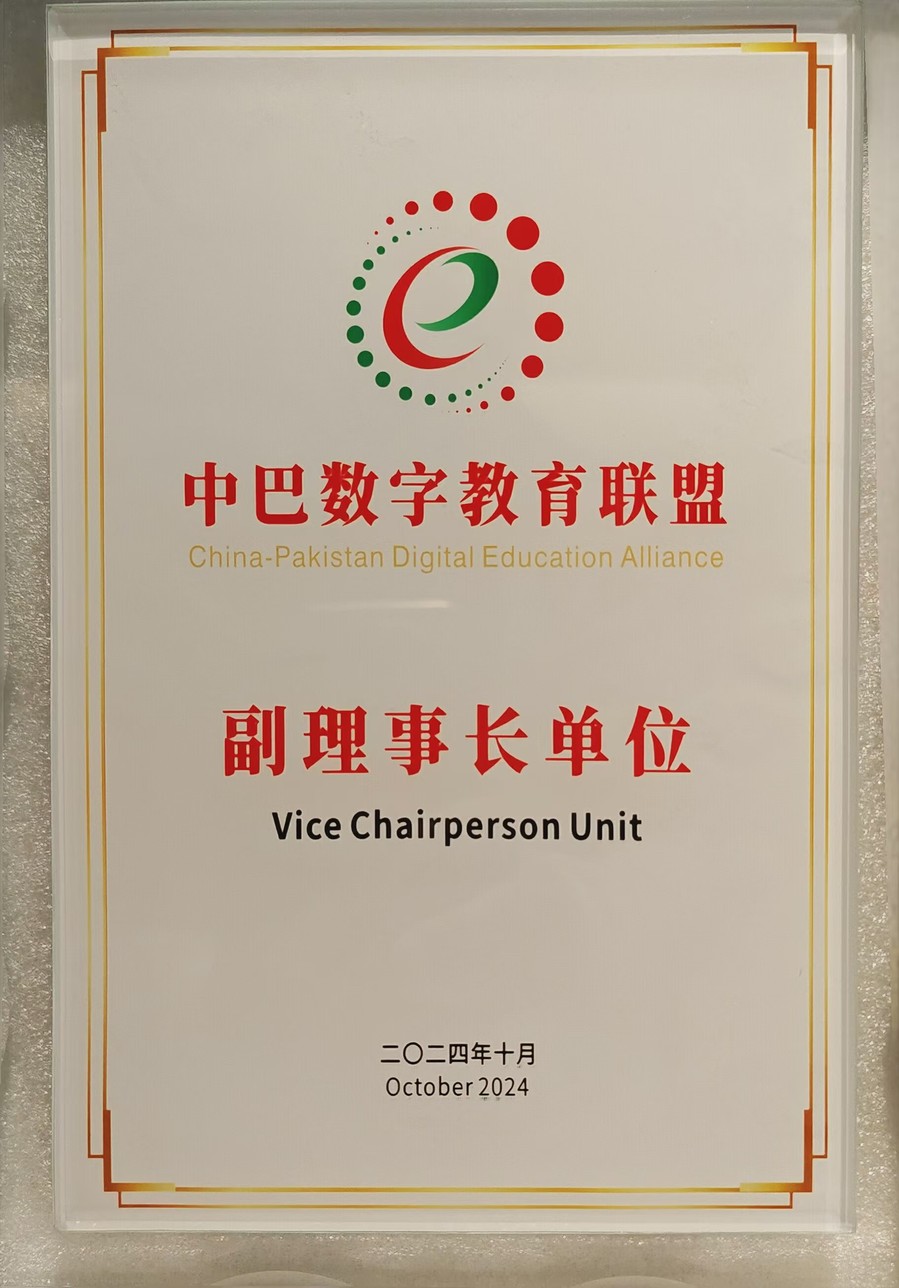 中巴数字教育联盟
China-Pakistan Digital Education Alliance
副理事长单位
Vice Chairperson Unit
二〇二四年十月
October 2024